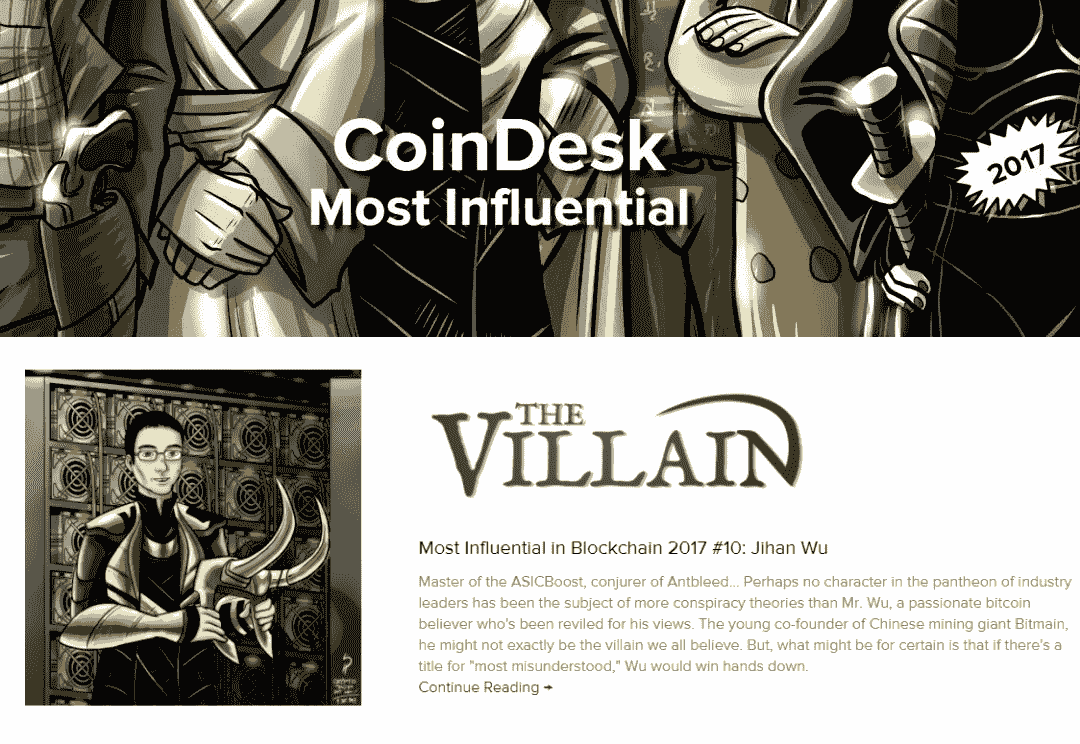 CoinDesk
Most Influential
2017
THE
VILLAIN
Most Influential in Blockchain 2017 #10: Jihan Wu
Master of the ASICBoost, conjurer of Antbleed... Perhaps no character in the pantheon of industry
leaders has been the subject of more conspiracy theories than Mr. Wu, a passionate bitcoin
believer who's been reviled for his views. The young co-founder of Chinese mining giant Bitmain,
he might not exactly be the villain we all believe. But, what might be for certain is that if there's a
title for "most misunderstood," Wu would win hands down.
Continue Reading →